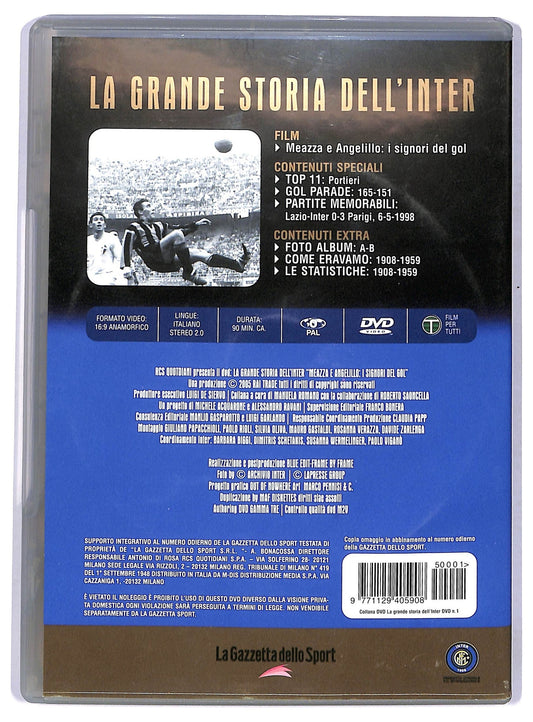 LA GRANDE STORIA DELL'INTER
FILM
▶ Meazza e Angelillo: i signori del gol
CONTENUTI SPECIALI
▶ TOP 11: Portieri
▶ GOL PARADE: 165-151
▶ PARTITE MEMORABILI:
Lazio-Inter 0-3 Parigi, 6-5-1998
CONTENUTI EXTRA
▶ FOTO ALBUM: A-B
▶ COME ERAVAMO: 1908-1959
▶ LE STATISTICHE: 1908-1959
FORMATO VIDEO:
16:9 ANAMORFICO
LINGUE:
ITALIANO
STEREO 2.0
DURATA:
90 MIN. CA.
PAL
DVD
VIDEO
T
FILM
PER
TUTTI
RCS QUOTIDIANI presenta il dvd: LA GRANDE STORIA DELL'INTER "MEAZZA E ANGELILLO: I SIGNORI DEL GOL"
Una produzione © 2005 RAI TRADE tutti i diritti di copyright sono riservati
Produttore esecutivo LUIGI DE SIERVO | Collana a cura di MANUELA ROMANO con la collaborazione di ROBERTO SAONCELLA
Un progetto di MICHELE ACQUARONE e ALESSANDRO RAVANI | Supervisione Editoriale FRANCO BONERA
Consulenza Editoriale MANLIO GASPAROTTO e LUIGI GARLANDO | Responsabile Coordinamento Produzione CLAUDIA PAPP
Montaggio GIULIANO PAPACCHIOLI, PAOLO RIOLI, SILVIA OLIVA, MAURO GASTALDI, ROSANNA VERAZZA, DAVIDE ZARLENGA
Coordinamento Inter: BARBARA BIGGI, DIMITRIS SCRETARIS, SUSANNA WERMELINGER, PAOLO VIGANÒ
Realizzazione e postproduzione BLUE EDIT-FRAME BY FRAME
Foto by © ARCHIVIO INTER | © LAPRESSE GROUP
Progetto grafico OUT OF NOWHERE Art MARCO PENNISI & C.
Duplicazione by MAF DISKETTES diritti siae assolti
Authoring DVD GAMMA TRE | Controllo qualità dvd M2V
SUPPORTO INTEGRATIVO AL NUMERO ODIERNO DE LA GAZZETTA DELLO SPORT TESTATA DI
PROPRIETÀ DE "LA GAZZETTA DELLO SPORT S.R.L. "- A. BONACOSSA DIRETTORE
RESPONSABILE ANTONIO DI ROSA RCS QUOTIDIANI S.P.A. – VIA SOLFERINO 28- 20121
MILANO SEDE LEGALE VIA RIZZOLI, 2 – 20132 MILANO REG. TRIBUNALE DI MILANO N° 419
DEL 1° SETTEMBRE 1948 DISTRIBUITO IN ITALIA DA M-DIS DISTRIBUZIONE MEDIA S.P.A. VIA
CAZZANIGA 1, -20132 MILANO
È VIETATO IL NOLEGGIO È PROIBITO L'USO DI QUESTO DVD DIVERSO DALLA VISIONE PRIVA-
TA DOMESTICA OGNI VIOLAZIONE SARÀ PERSEGUITA A TERMINI DI LEGGE. NON VENDIBILE
SEPARATAMENTE DA LA GAZZETTA DELLO SPORT.
Copia omaggio in abbinamento al numero odierno
della GAZZETTA DELLO SPORT.
50001>
9 771129 405908 >
Collana DVD La grande storia dell'Inter DVD n.1
La Gazzetta dello Sport
INTER
1908